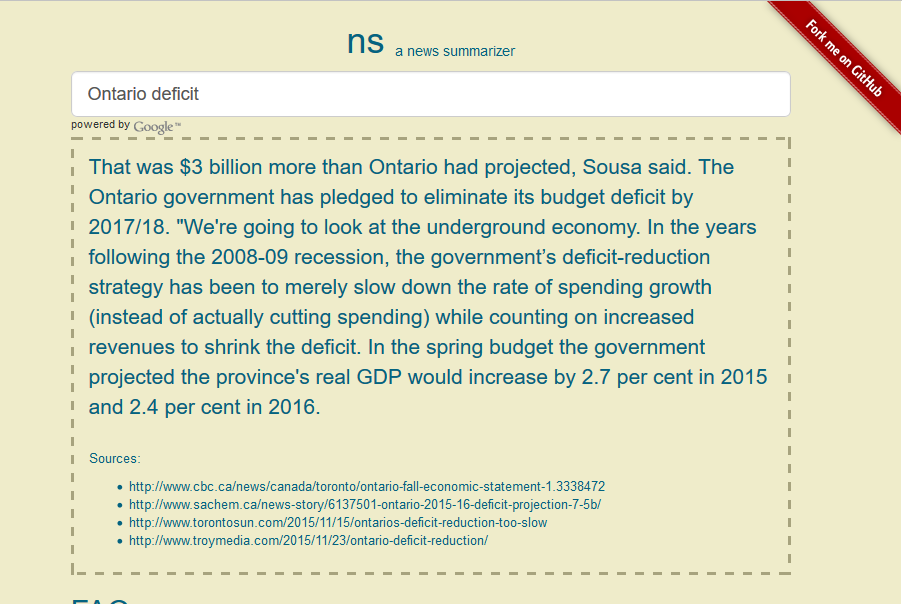 Fork me on GitHub
ns a news summarizer
Ontario deficit
powered by Google™
That was $3 billion more than Ontario had projected, Sousa said. The
Ontario government has pledged to eliminate its budget deficit by
2017/18. "We're going to look at the underground economy. In the years
following the 2008-09 recession, the government’s deficit-reduction
strategy has been to merely slow down the rate of spending growth
(instead of actually cutting spending) while counting on increased
revenues to shrink the deficit. In the spring budget the government
projected the province's real GDP would increase by 2.7 per cent in 2015
and 2.4 per cent in 2016.
Sources:
• http://www.cbc.ca/news/canada/toronto/ontario-fall-economic-statement-1.3338472
• http://www.sachem.ca/news-story/6137501-ontario-2015-16-deficit-projection-7-5b/
• http://www.torontosun.com/2015/11/15/ontarios-deficit-reduction-too-slow
• http://www.troymedia.com/2015/11/23/ontario-deficit-reduction/